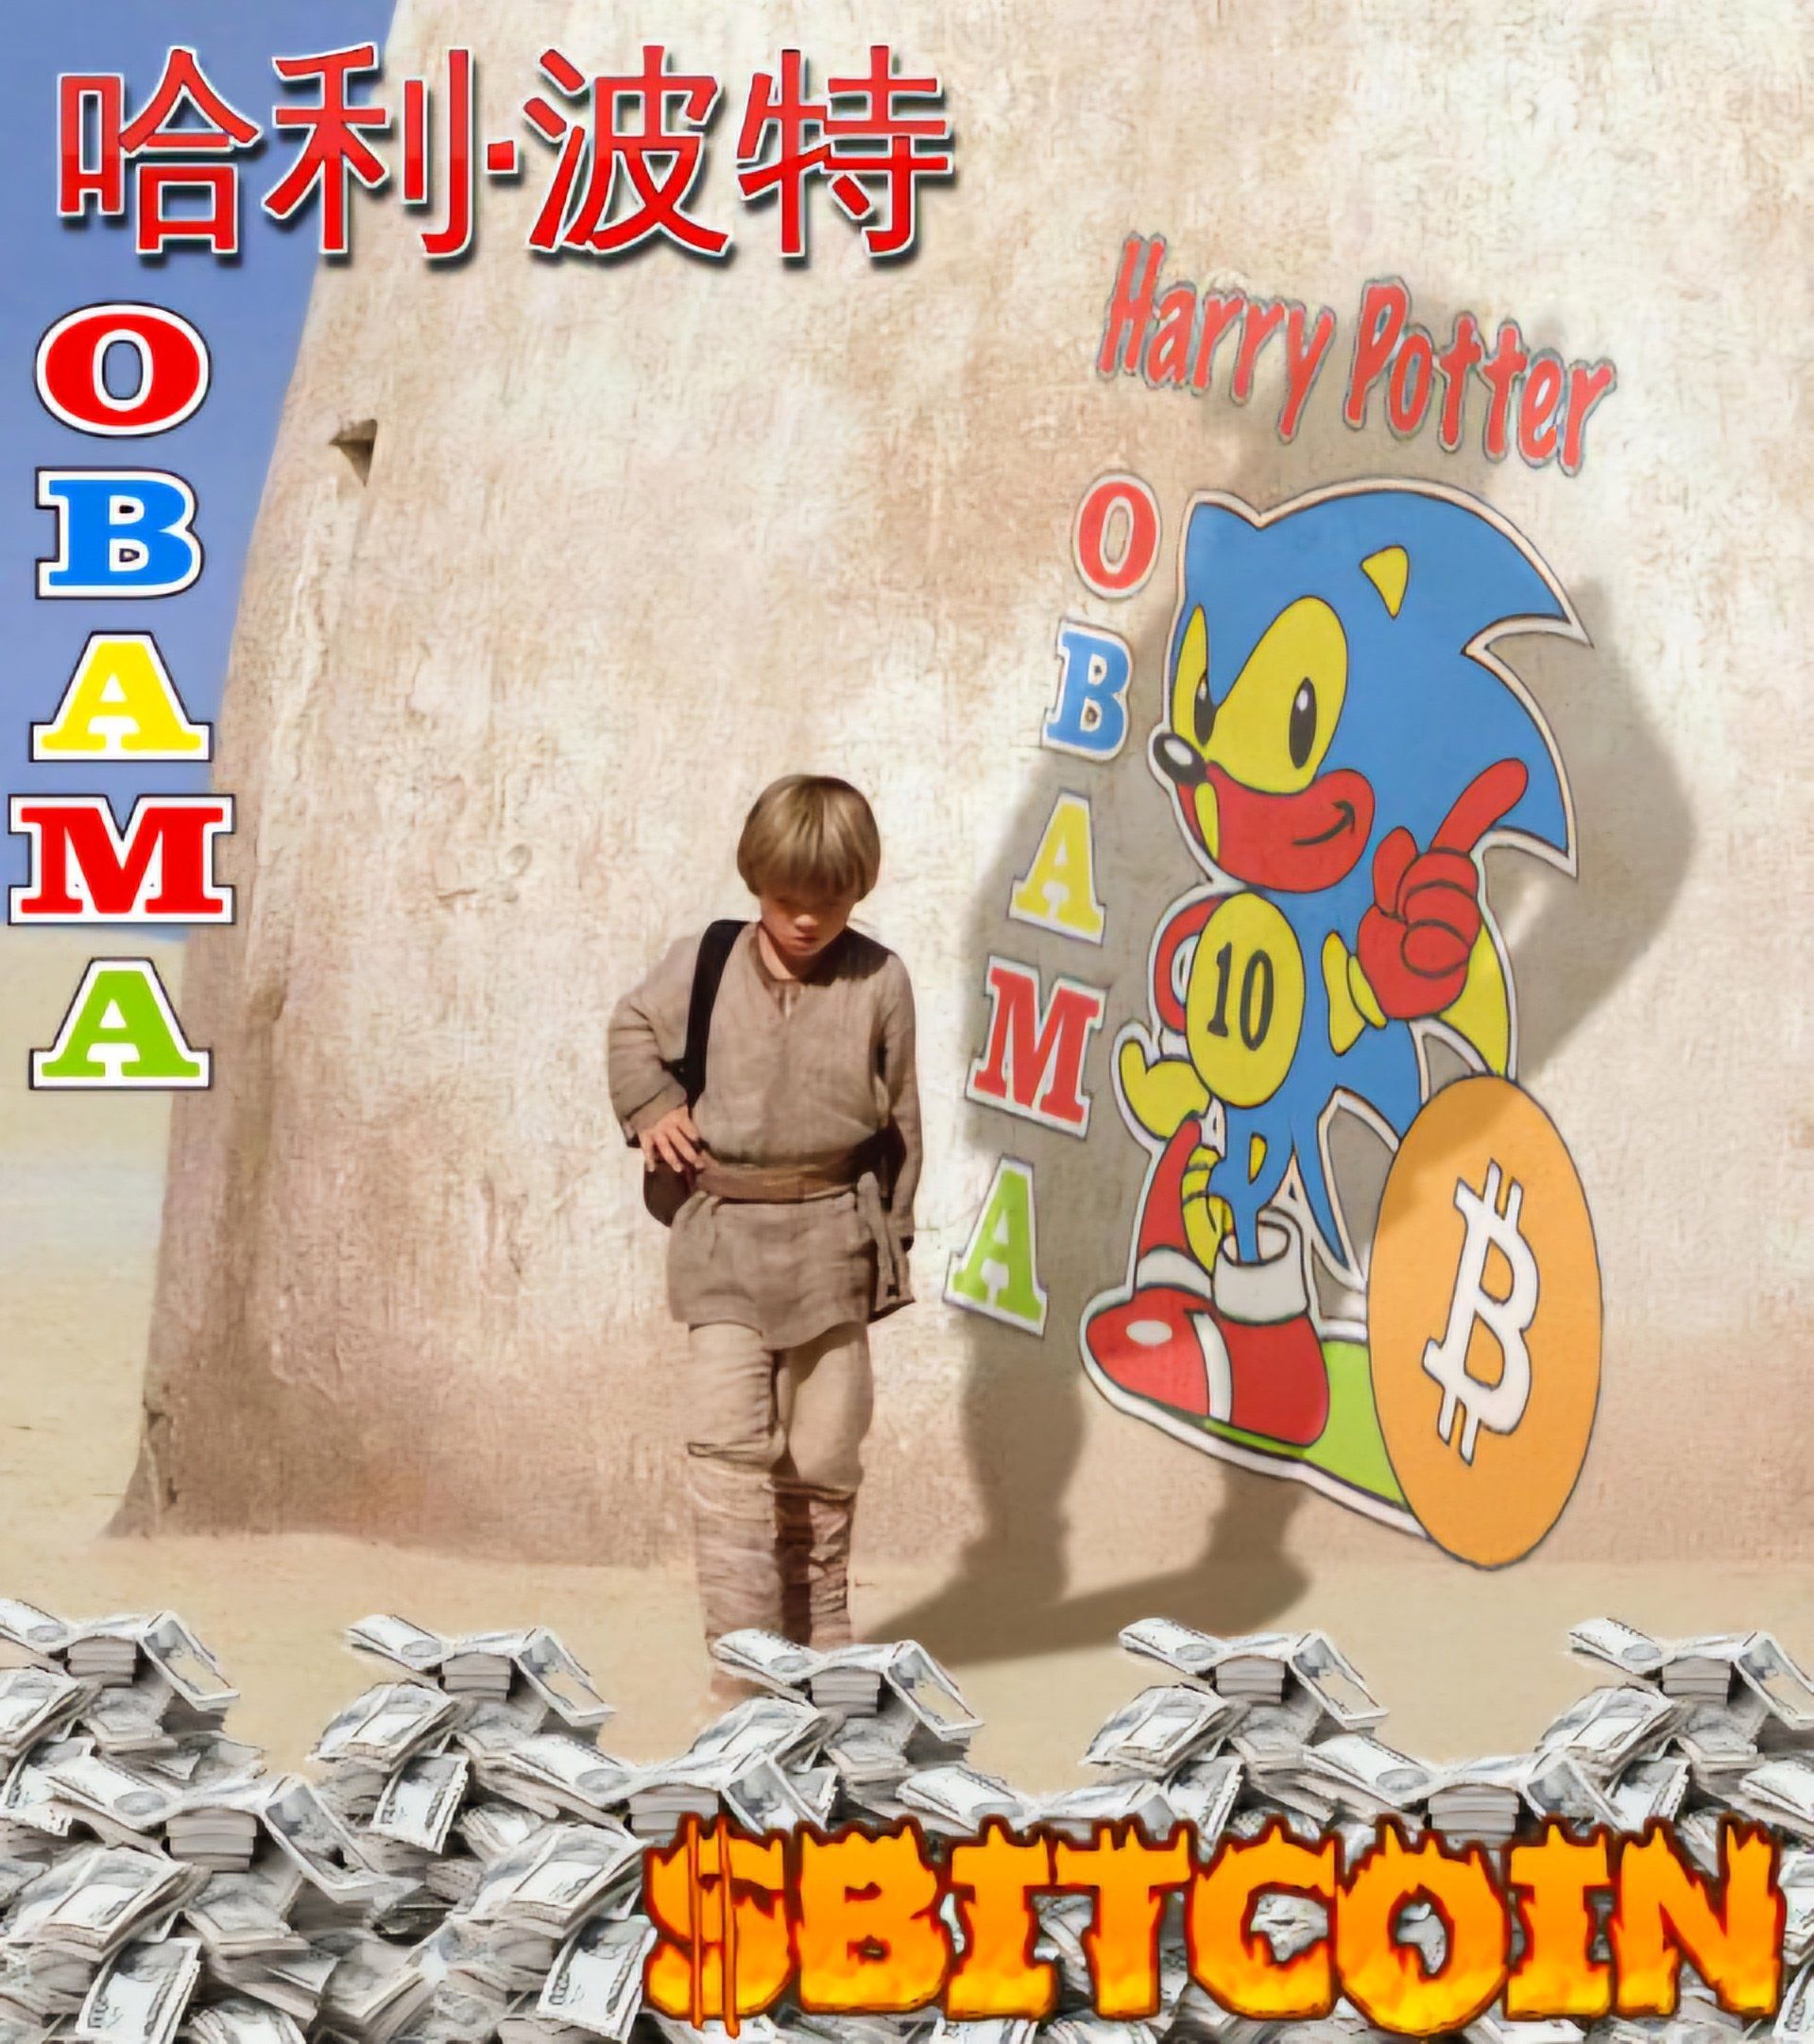 哈利·波特
OBAMA
Harry Potter
OBAMA
10
₿
$BITCOIN